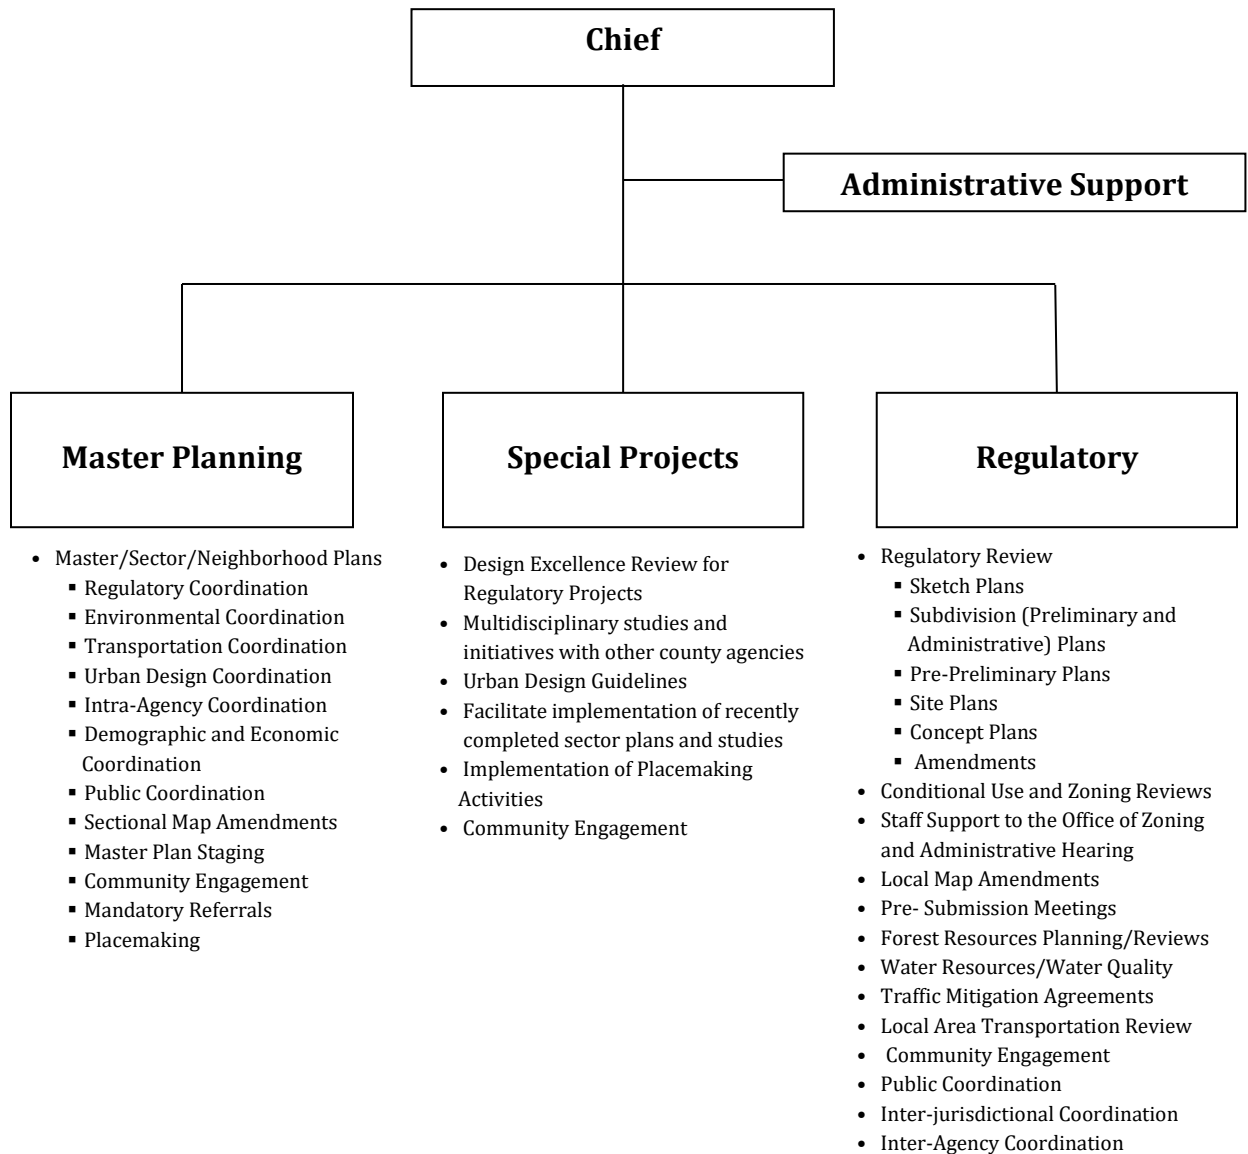 Chief
Administrative Support
Master Planning
• Master/Sector/Neighborhood Plans
▪ Regulatory Coordination
▪ Environmental Coordination
▪ Transportation Coordination
▪ Urban Design Coordination
▪ Intra-Agency Coordination
▪ Demographic and Economic
Coordination
▪ Public Coordination
▪ Sectional Map Amendments
▪ Master Plan Staging
▪ Community Engagement
▪ Mandatory Referrals
▪ Placemaking
Special Projects
• Design Excellence Review for
Regulatory Projects
• Multidisciplinary studies and
initiatives with other county agencies
• Urban Design Guidelines
• Facilitate implementation of recently
completed sector plans and studies
• Implementation of Placemaking
Activities
• Community Engagement
Regulatory
• Regulatory Review
▪ Sketch Plans
▪ Subdivision (Preliminary and
Administrative) Plans
▪ Pre-Preliminary Plans
▪ Site Plans
▪ Concept Plans
▪ Amendments
• Conditional Use and Zoning Reviews
• Staff Support to the Office of Zoning
and Administrative Hearing
• Local Map Amendments
• Pre- Submission Meetings
• Forest Resources Planning/Reviews
• Water Resources/Water Quality
• Traffic Mitigation Agreements
• Local Area Transportation Review
• Community Engagement
• Public Coordination
• Inter-jurisdictional Coordination
• Inter-Agency Coordination